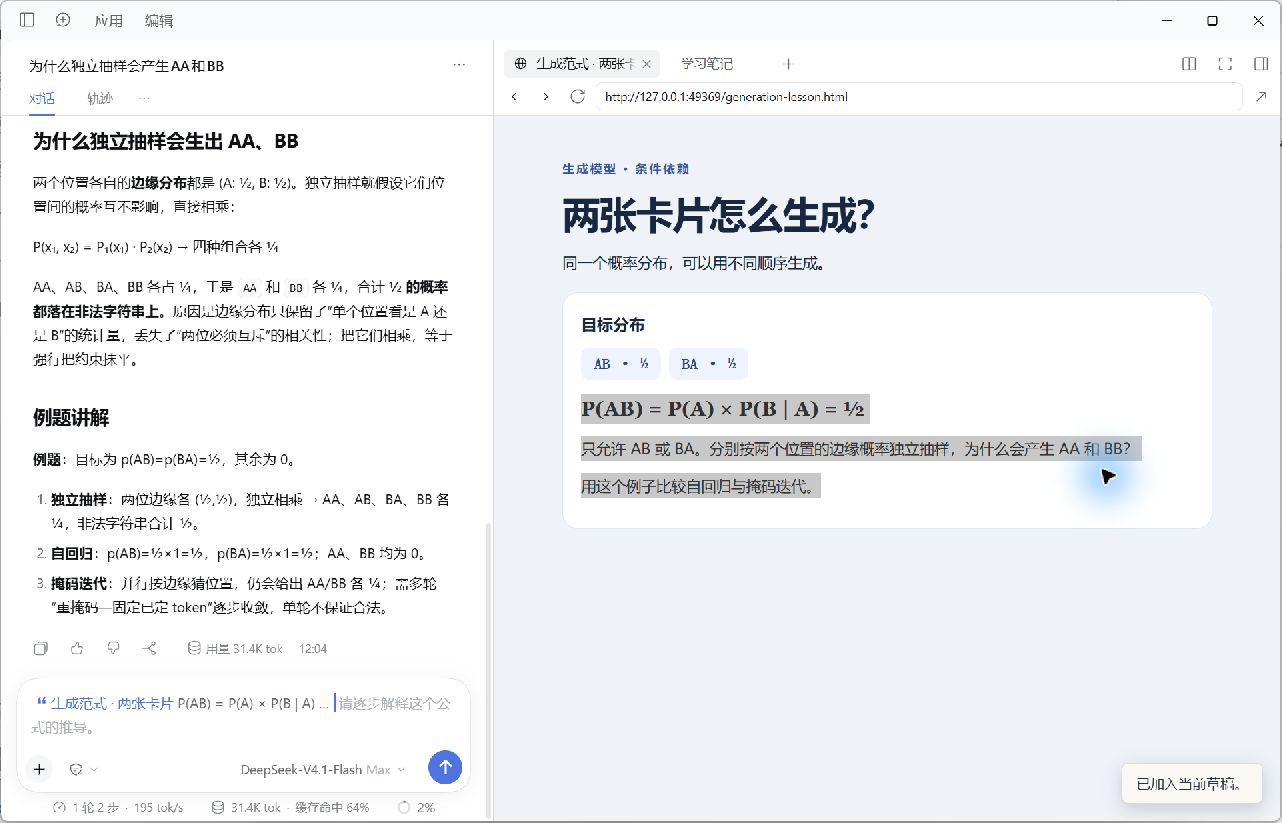 应用 编辑
为什么独立抽样会产生 AA 和 BB
对话 轨迹 ...
为什么独立抽样会生出 AA、BB
两个位置各自的边缘分布都是 (A: ½, B: ½)。独立抽样就假设它们位
置间的概率互不影响，直接相乘：
P(x₁, x₂) = P₁(x₁) · P₂(x₂) → 四种组合各 ¼
AA、AB、BA、BB 各占 ¼，于是 AA 和 BB 各 ¼，合计 ½ 的概率
都落在非法字符串上。原因是边缘分布只保留了"单个位置看是 A 还
是 B"的统计量，丢失了"两位必须互斥"的相关性；把它们相乘，等于
强行把约束抹平。
例题讲解
例题：目标为 p(AB)=p(BA)=½，其余为 0。
1. 独立抽样：两位边缘各 (½,½)，独立相乘 → AA、AB、BA、BB 各
¼，非法字符串合计 ½。
2. 自回归：p(AB)=½×1=½，p(BA)=½×1=½；AA、BB 均为 0。
3. 掩码迭代：并行按边缘猜位置，仍会给出 AA/BB 各 ¼；需多轮
"重掩码—固定已定 token"逐步收敛，单轮不保证合法。
用量 31.4K tok 12:04
“ 生成范式 · 两张卡片 P(AB) = P(A) × P(B | A) ... 请逐步解释这个公
式的推导。
DeepSeek-V4.1-Flash Max
1 轮 2 步 · 195 tok/s 31.4K tok · 缓存命中 64% 2%
生成范式 · 两张卡 学习笔记
http://127.0.0.1:49369/generation-lesson.html
生成模型 · 条件依赖
两张卡片怎么生成？
同一个概率分布，可以用不同顺序生成。
目标分布
AB · ½ BA · ½
P(AB) = P(A) × P(B | A) = ½
只允许 AB 或 BA。分别按两个位置的边缘概率独立抽样，为什么会产生 AA 和 BB？
用这个例子比较自回归与掩码迭代。
已加入当前草稿。